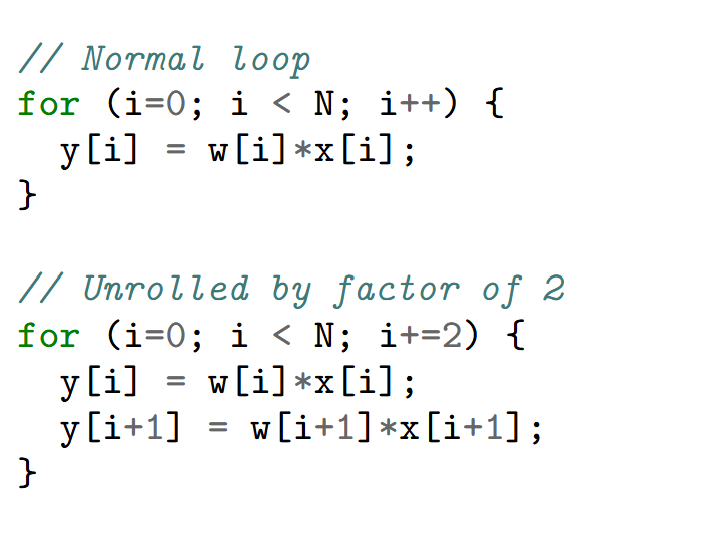 // Normal loop
for (i=0; i < N; i++) {
  y[i] = w[i]*x[i];
}

// Unrolled by factor of 2
for (i=0; i < N; i+=2) {
  y[i] = w[i]*x[i];
  y[i+1] = w[i+1]*x[i+1];
}